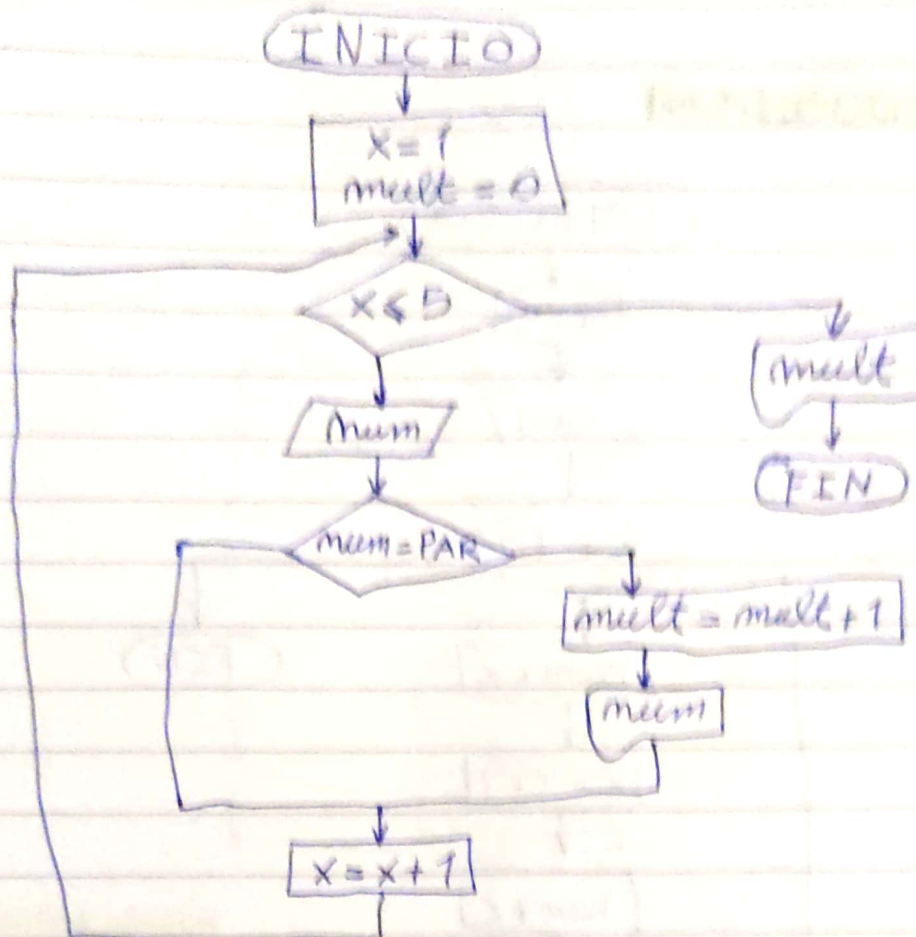 INICIO
x=1
mult = 0
x≤5
mult
num
FIN
num=PAR
mult = mult + 1
num
x = x + 1